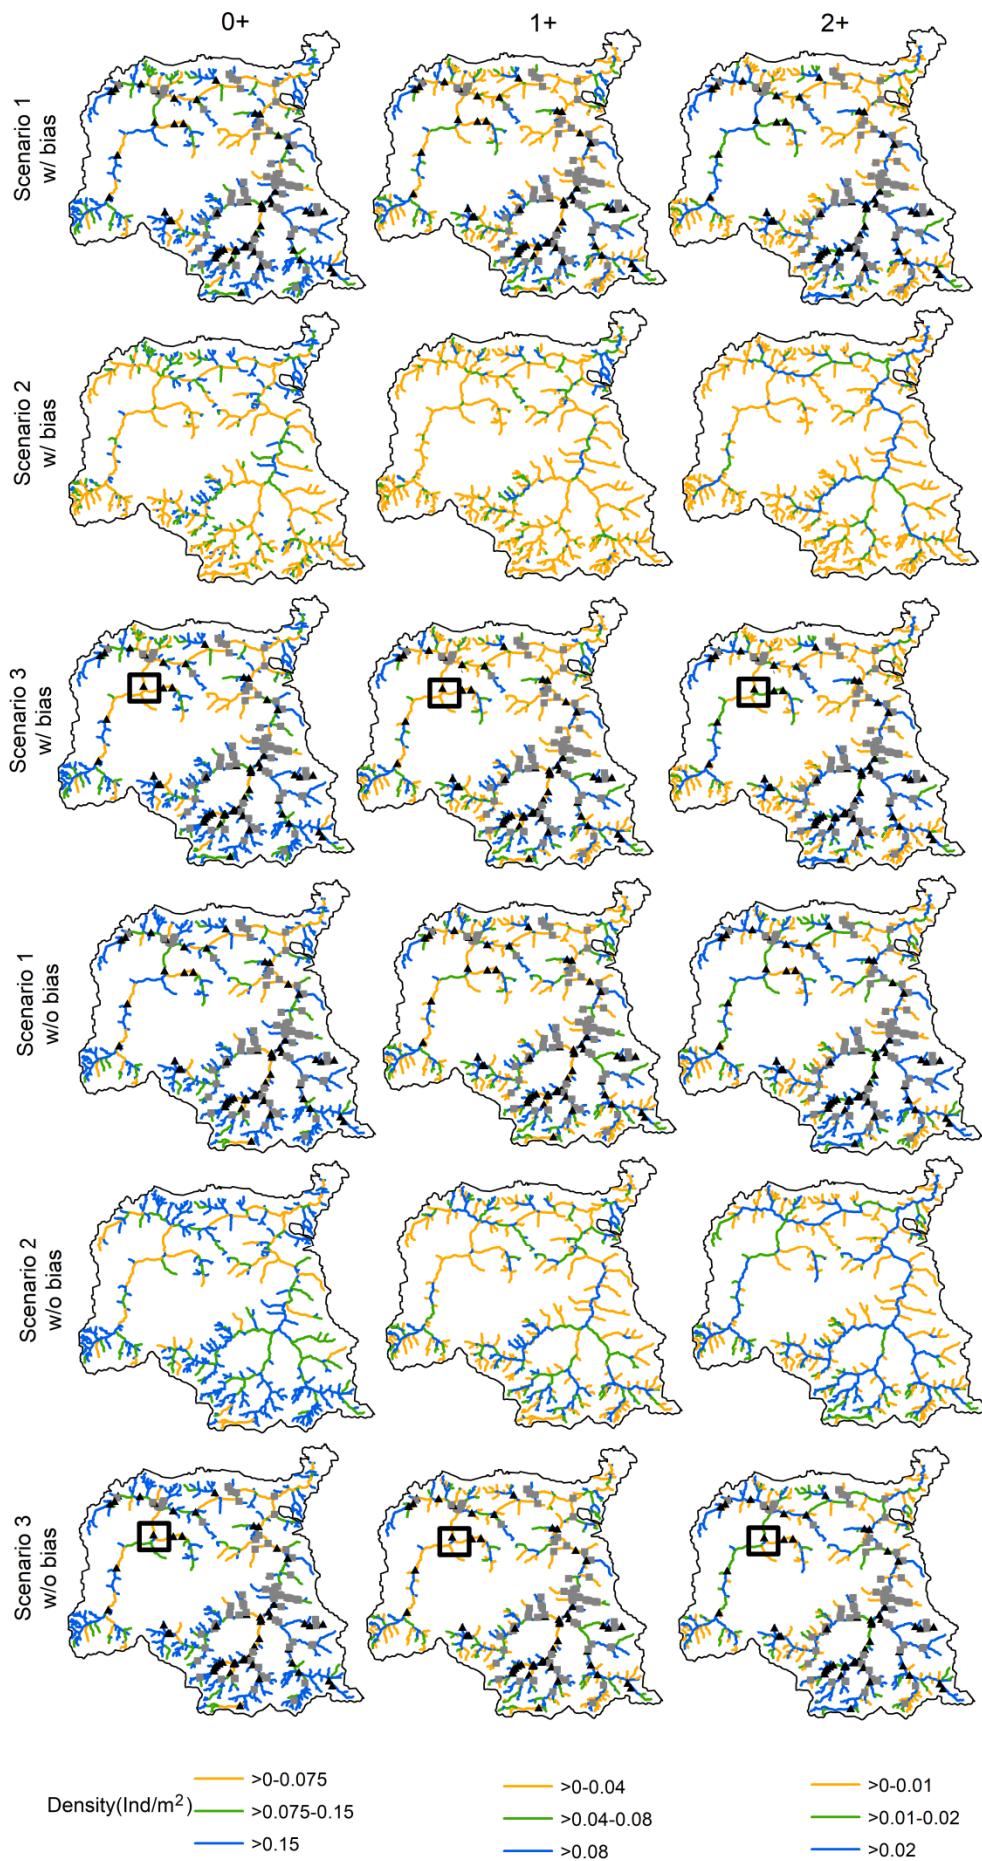 0+ 1+ 2+
Scenario 1
w/ bias
Scenario 2
w/ bias
Scenario 3
w/ bias
Scenario 1
w/o bias
Scenario 2
w/o bias
Scenario 3
w/o bias
Density(Ind/m²)
>0-0.075
>0.075-0.15
>0.15
>0-0.04
>0.04-0.08
>0.08
>0-0.01
>0.01-0.02
>0.02